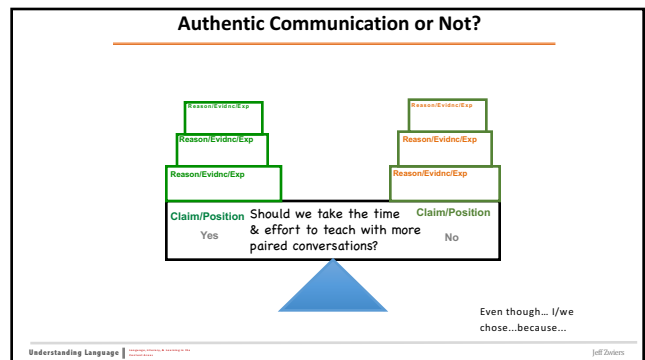 Authentic Communication or Not?
Reason/Evidnc/Exp
Reason/Evidnc/Exp
Reason/Evidnc/Exp
Reason/Evidnc/Exp
Reason/Evidnc/Exp
Reason/Evidnc/Exp
Claim/Position
Yes
Should we take the time
& effort to teach with more
paired conversations?
Claim/Position
No
Even though... I/we
chose...because...
Understanding Language
Jeff Zwiers